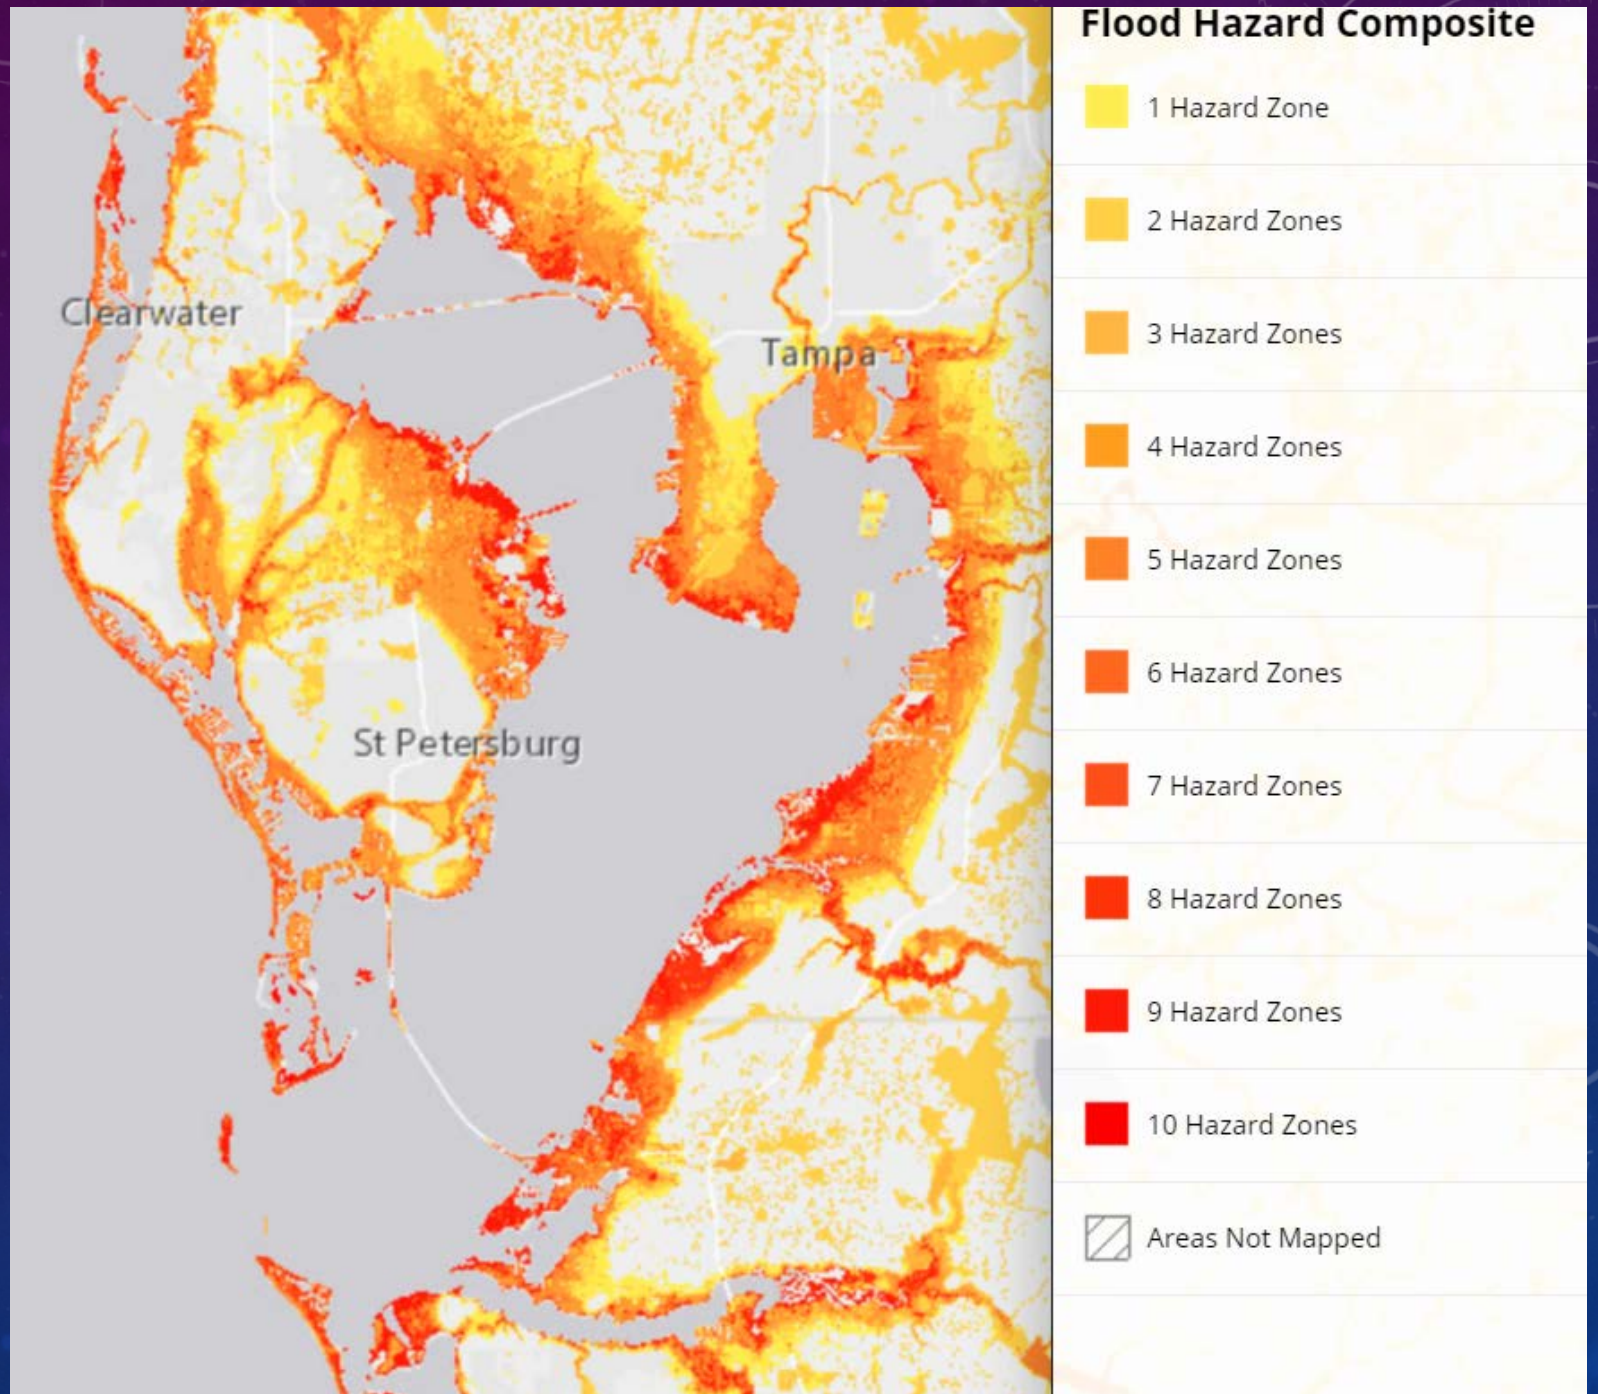 Flood Hazard Composite
1 Hazard Zone
2 Hazard Zones
3 Hazard Zones
4 Hazard Zones
5 Hazard Zones
6 Hazard Zones
7 Hazard Zones
8 Hazard Zones
9 Hazard Zones
10 Hazard Zones
Areas Not Mapped
Clearwater
Tampa
St Petersburg